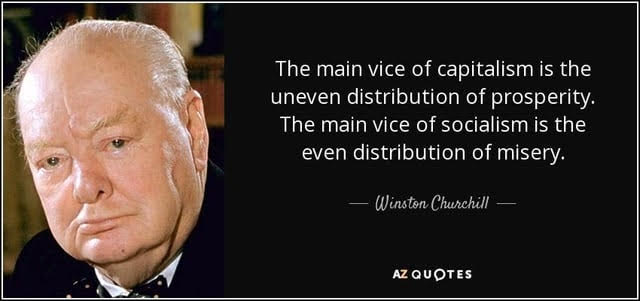 The main vice of capitalism is the
uneven distribution of prosperity.
The main vice of socialism is the
even distribution of misery.
Winston Churchill
AZ QUOTES